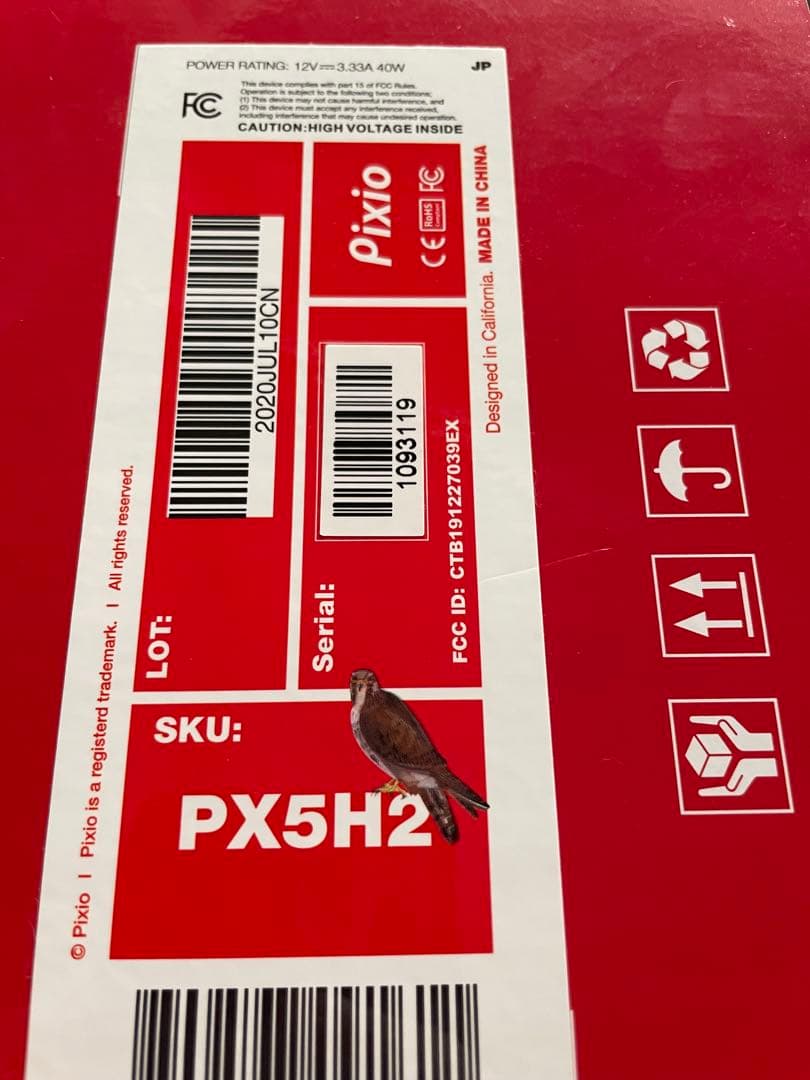 POWER RATING: 12V⎓3.33A 40W
JP
FC
This device complies with part 15 of FCC Rules.
Operation is subject to the following two conditions;
(1) This device may not cause harmful interference, and
(2) This device must accept any interference received,
including interference that may cause undesired operation.
CAUTION:HIGH VOLTAGE INSIDE
Pixio
CE RoHS FC
Compliant
Designed in California. MADE IN CHINA
LOT:
2020JUL10CN
Serial:
1093119
FCC ID: CTB191227039EX
SKU:
PX5H2
© Pixio I Pixio is a registerd trademark. I All rights reserved.